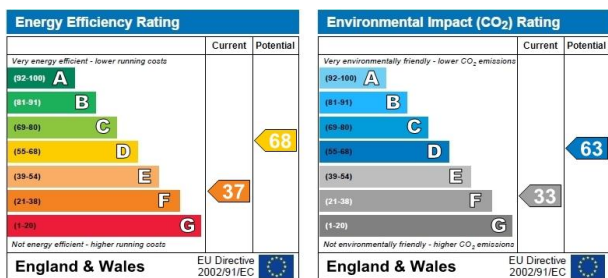 Energy Efficiency Rating
Current Potential
Very energy efficient - lower running costs
(92-100) A
(81-91) B
(69-80) C
(55-68) D
68
(39-54) E
(21-38) F
37
(1-20) G
Not energy efficient - higher running costs
England & Wales
EU Directive
2002/91/EC
Environmental Impact (CO₂) Rating
Current Potential
Very environmentally friendly - lower CO₂ emissions
(92-100) A
(81-91) B
(69-80) C
(55-68) D
63
(39-54) E
(21-38) F
33
(1-20) G
Not environmentally friendly - higher CO₂ emissions
England & Wales
EU Directive
2002/91/EC